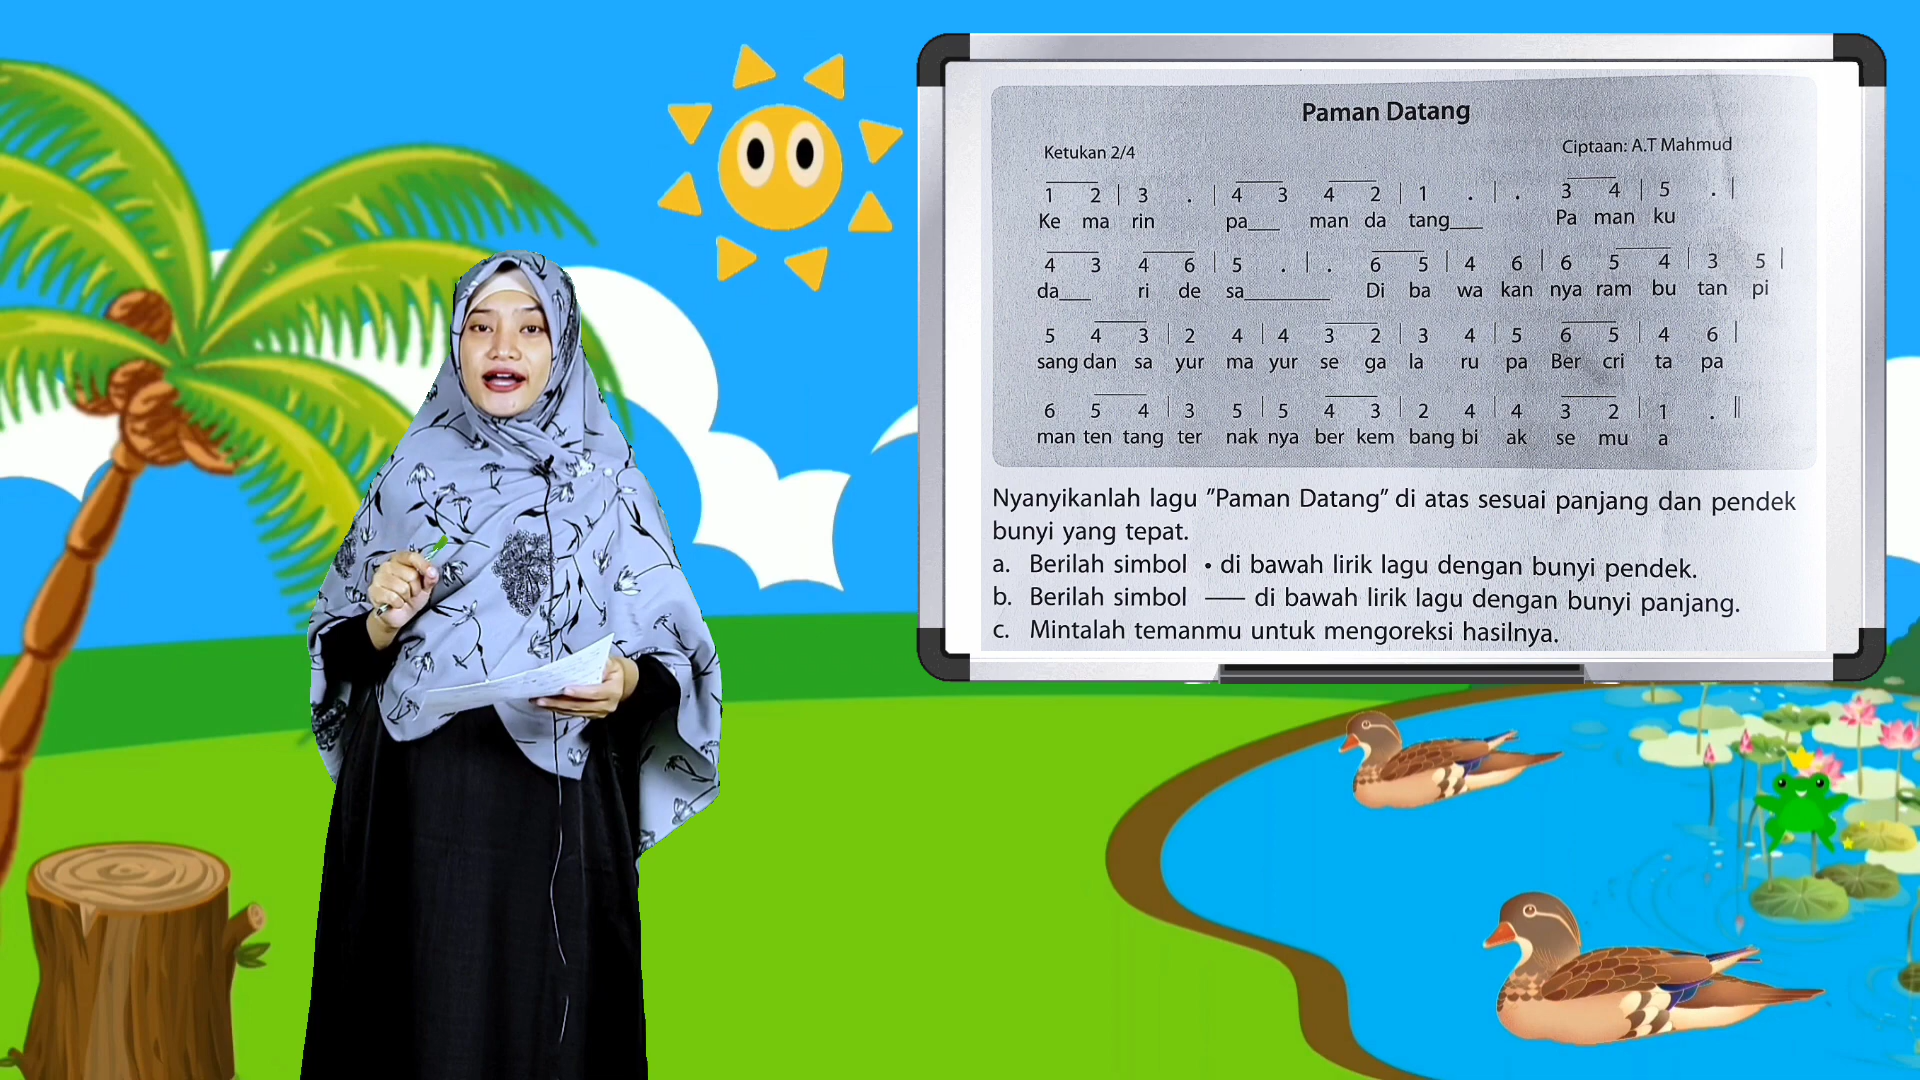 Paman Datang
Ketukan 2/4
Ciptaan: A.T Mahmud
1 2 | 3 . | 4 3 4 2 | 1 . | . 3 4 | 5 . |
Ke ma rin pa___ man da tang___ Pa man ku
4 3 4 6 | 5 . | . 6 5 | 4 6 | 6 5 4 | 3 5 |
da___ ri de sa________ Di ba wa kan nya ram bu tan pi
5 4 3 | 2 4 | 4 3 2 | 3 4 | 5 6 5 | 4 6 |
sang dan sa yur ma yur se ga la ru pa Ber cri ta pa
6 5 4 | 3 5 | 5 4 3 | 2 4 | 4 3 2 | 1 . ||
man ten tang ter nak nya ber kem bang bi ak se mu a
Nyanyikanlah lagu ”Paman Datang” di atas sesuai panjang dan pendek
bunyi yang tepat.
a. Berilah simbol • di bawah lirik lagu dengan bunyi pendek.
b. Berilah simbol — di bawah lirik lagu dengan bunyi panjang.
c. Mintalah temanmu untuk mengoreksi hasilnya.